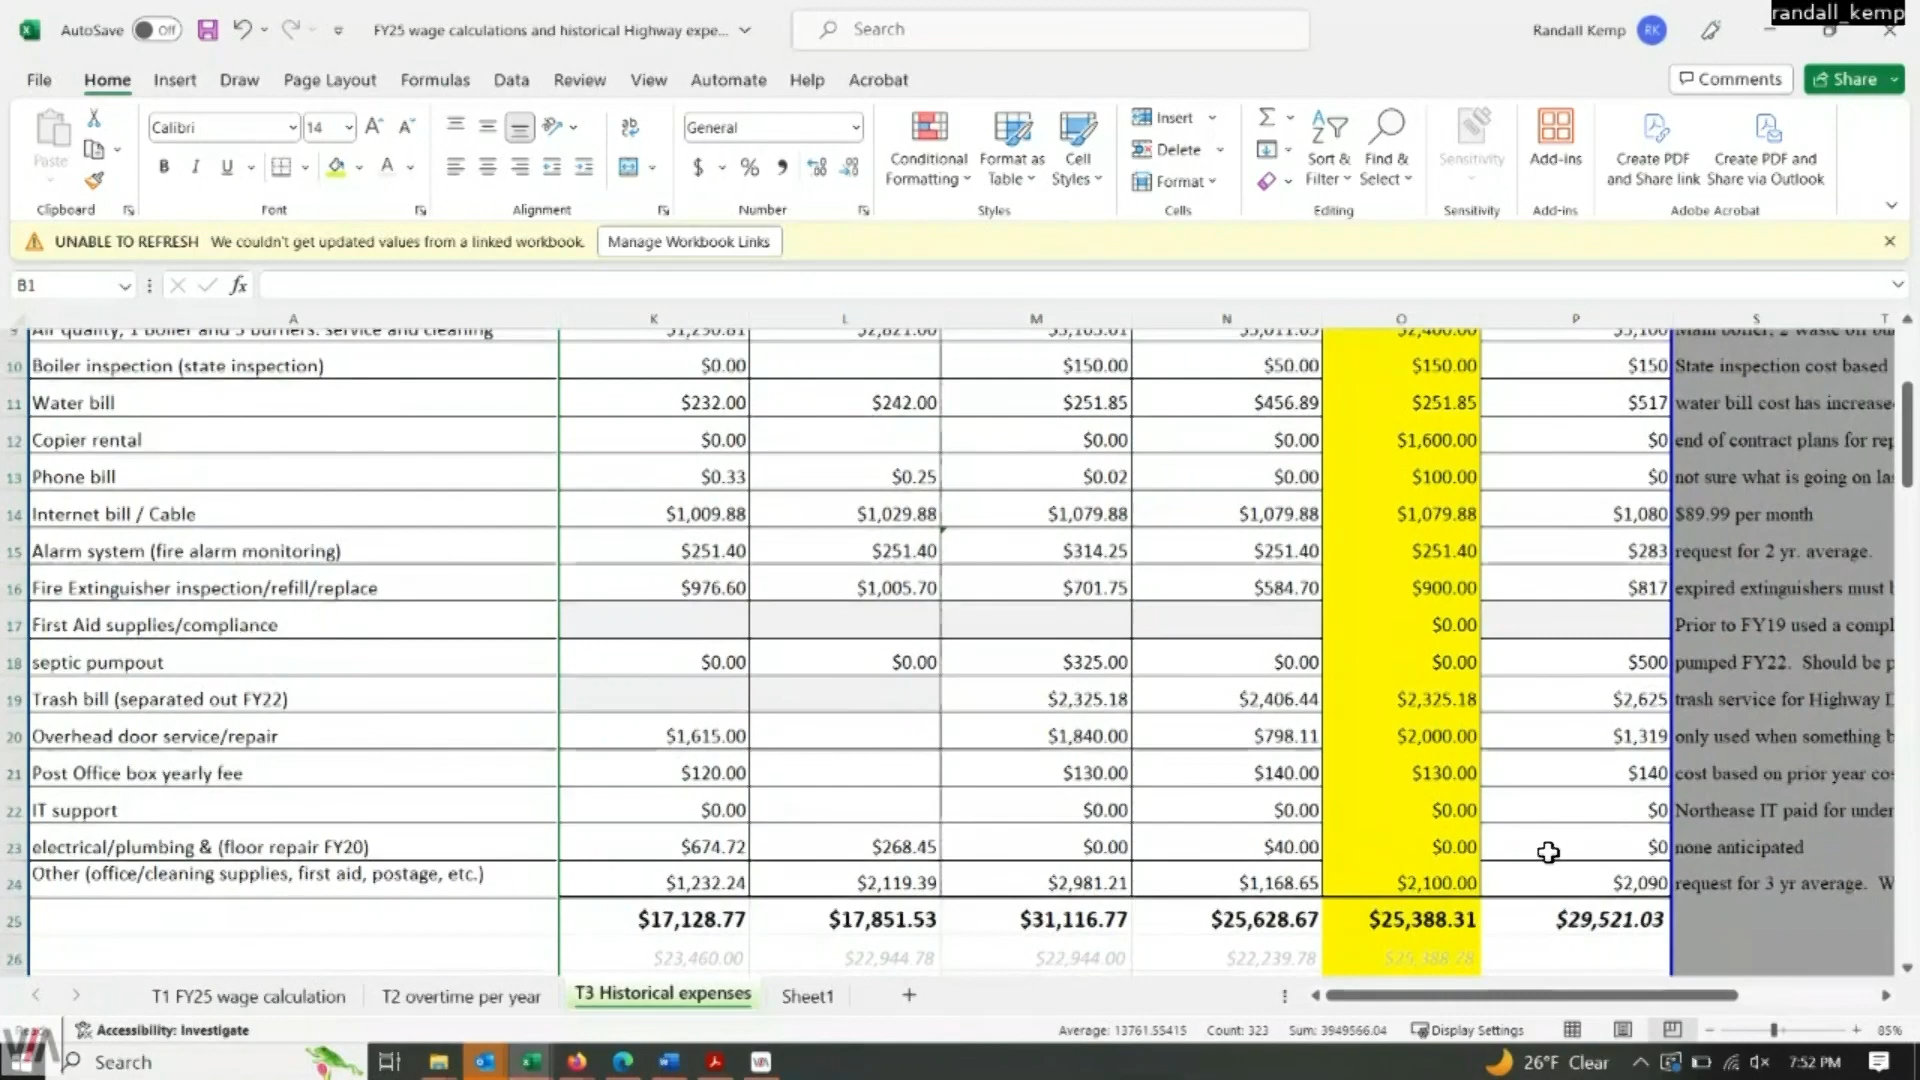 randall_kemp
AutoSave Off FY25 wage calculations and historical Highway expe... Search Randall Kemp RK
File Home Insert Draw Page Layout Formulas Data Review View Automate Help Acrobat Comments Share
Paste Calibri 14 General Conditional Formatting Format as Table Cell Styles Insert Delete Format Sort & Filter Find & Select Sensitivity Add-ins Create PDF and Share link Create PDF and Share via Outlook
Clipboard Font Alignment Number Styles Cells Editing Sensitivity Add-ins Adobe Acrobat
UNABLE TO REFRESH We couldn't get updated values from a linked workbook. Manage Workbook Links
B1 fx
A K L M N O P S T
10 Boiler inspection (state inspection) $0.00 $150.00 $50.00 $150.00 $150 State inspection cost based
11 Water bill $232.00 $242.00 $251.85 $456.89 $251.85 $517 water bill cost has increase
12 Copier rental $0.00 $0.00 $0.00 $1,600.00 $0 end of contract plans for rep
13 Phone bill $0.33 $0.25 $0.02 $0.00 $100.00 $0 not sure what is going on la
14 Internet bill / Cable $1,009.88 $1,029.88 $1,079.88 $1,079.88 $1,079.88 $1,080 $89.99 per month
15 Alarm system (fire alarm monitoring) $251.40 $251.40 $314.25 $251.40 $251.40 $283 request for 2 yr. average.
16 Fire Extinguisher inspection/refill/replace $976.60 $1,005.70 $701.75 $584.70 $900.00 $817 expired extinguishers must
17 First Aid supplies/compliance $0.00 Prior to FY19 used a compl
18 septic pumpout $0.00 $0.00 $325.00 $0.00 $0.00 $500 pumped FY22. Should be p
19 Trash bill (separated out FY22) $2,325.18 $2,406.44 $2,325.18 $2,625 trash service for Highway
20 Overhead door service/repair $1,615.00 $1,840.00 $798.11 $2,000.00 $1,319 only used when something b
21 Post Office box yearly fee $120.00 $130.00 $140.00 $130.00 $140 cost based on prior year co
22 IT support $0.00 $0.00 $0.00 $0.00 $0 Northease IT paid for under
23 electrical/plumbing & (floor repair FY20) $674.72 $268.45 $0.00 $40.00 $0.00 $0 none anticipated
24 Other (office/cleaning supplies, first aid, postage, etc.) $1,232.24 $2,119.39 $2,981.21 $1,168.65 $2,100.00 $2,090 request for 3 yr average. W
25 $17,128.77 $17,851.53 $31,116.77 $25,628.67 $25,388.31 $29,521.03
26 $23,460.00 $22,944.78 $22,944.00 $22,239.78 $25,388.78
T1 FY25 wage calculation T2 overtime per year T3 Historical expenses Sheet1
Accessibility: Investigate Average: 13761.55415 Count: 323 Sum: 3949566.04 Display Settings 85%
Search 26°F Clear 7:52 PM